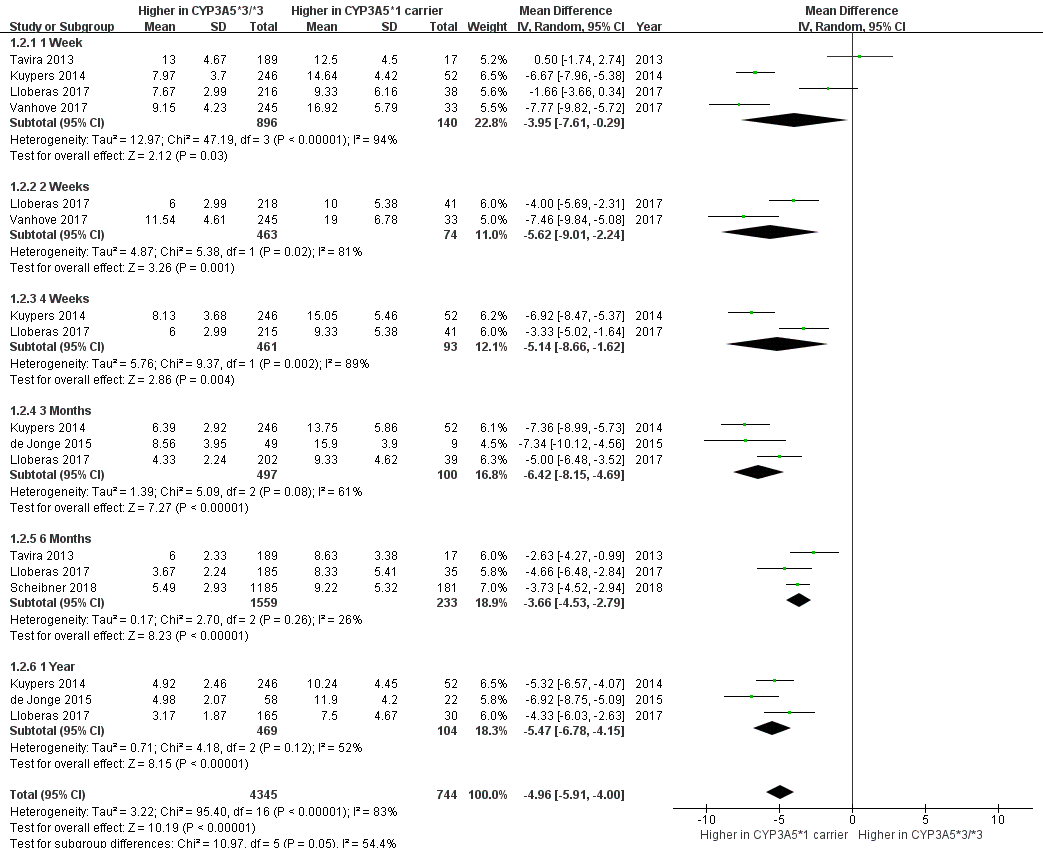 Higher in CYP3A5*3/*3 Higher in CYP3A5*1 carrier Mean Difference Mean Difference
Study or Subgroup Mean SD Total Mean SD Total Weight IV, Random, 95% CI Year IV, Random, 95% CI
1.2.1 1 Week
Tavira 2013 13 4.67 189 12.5 4.5 17 5.2% 0.50 [-1.74, 2.74] 2013
Kuypers 2014 7.97 3.7 246 14.64 4.42 52 6.5% -6.67 [-7.96, -5.38] 2014
Lloberas 2017 7.67 2.99 216 9.33 6.16 38 5.6% -1.66 [-3.66, 0.34] 2017
Vanhove 2017 9.15 4.23 245 16.92 5.79 33 5.5% -7.77 [-9.82, -5.72] 2017
Subtotal (95% CI) 896 140 22.8% -3.95 [-7.61, -0.29]
Heterogeneity: Tau² = 12.97; Chi² = 47.19, df = 3 (P < 0.00001); I² = 94%
Test for overall effect: Z = 2.12 (P = 0.03)
1.2.2 2 Weeks
Lloberas 2017 6 2.99 218 10 5.38 41 6.0% -4.00 [-5.69, -2.31] 2017
Vanhove 2017 11.54 4.61 245 19 6.78 33 5.0% -7.46 [-9.84, -5.08] 2017
Subtotal (95% CI) 463 74 11.0% -5.62 [-9.01, -2.24]
Heterogeneity: Tau² = 4.87; Chi² = 5.38, df = 1 (P = 0.02); I² = 81%
Test for overall effect: Z = 3.26 (P = 0.001)
1.2.3 4 Weeks
Kuypers 2014 8.13 3.68 246 15.05 5.46 52 6.2% -6.92 [-8.47, -5.37] 2014
Lloberas 2017 6 2.99 215 9.33 5.38 41 6.0% -3.33 [-5.02, -1.64] 2017
Subtotal (95% CI) 461 93 12.1% -5.14 [-8.66, -1.62]
Heterogeneity: Tau² = 5.76; Chi² = 9.37, df = 1 (P = 0.002); I² = 89%
Test for overall effect: Z = 2.86 (P = 0.004)
1.2.4 3 Months
Kuypers 2014 6.39 2.92 246 13.75 5.86 52 6.1% -7.36 [-8.99, -5.73] 2014
de Jonge 2015 8.56 3.95 49 15.9 3.9 9 4.5% -7.34 [-10.12, -4.56] 2015
Lloberas 2017 4.33 2.24 202 9.33 4.62 39 6.3% -5.00 [-6.48, -3.52] 2017
Subtotal (95% CI) 497 100 16.8% -6.42 [-8.15, -4.69]
Heterogeneity: Tau² = 1.39; Chi² = 5.09, df = 2 (P = 0.08); I² = 61%
Test for overall effect: Z = 7.27 (P < 0.00001)
1.2.5 6 Months
Tavira 2013 6 2.33 189 8.63 3.38 17 6.0% -2.63 [-4.27, -0.99] 2013
Lloberas 2017 3.67 2.24 185 8.33 5.41 35 5.8% -4.66 [-6.48, -2.84] 2017
Scheibner 2018 5.49 2.93 1185 9.22 5.32 181 7.0% -3.73 [-4.52, -2.94] 2018
Subtotal (95% CI) 1559 233 18.9% -3.66 [-4.53, -2.79]
Heterogeneity: Tau² = 0.17; Chi² = 2.70, df = 2 (P = 0.26); I² = 26%
Test for overall effect: Z = 8.23 (P < 0.00001)
1.2.6 1 Year
Kuypers 2014 4.92 2.46 246 10.24 4.45 52 6.5% -5.32 [-6.57, -4.07] 2014
de Jonge 2015 4.98 2.07 58 11.9 4.2 22 5.8% -6.92 [-8.75, -5.09] 2015
Lloberas 2017 3.17 1.87 165 7.5 4.67 30 6.0% -4.33 [-6.03, -2.63] 2017
Subtotal (95% CI) 469 104 18.3% -5.47 [-6.78, -4.15]
Heterogeneity: Tau² = 0.71; Chi² = 4.18, df = 2 (P = 0.12); I² = 52%
Test for overall effect: Z = 8.15 (P < 0.00001)
Total (95% CI) 4345 744 100.0% -4.96 [-5.91, -4.00]
Heterogeneity: Tau² = 3.22; Chi² = 95.40, df = 16 (P < 0.00001); I² = 83%
Test for overall effect: Z = 10.19 (P < 0.00001)
Test for subgroup differences: Chi² = 10.97, df = 5 (P = 0.05), I² = 54.4%
-10 -5 0 5 10
Higher in CYP3A5*1 carrier Higher in CYP3A5*3/*3